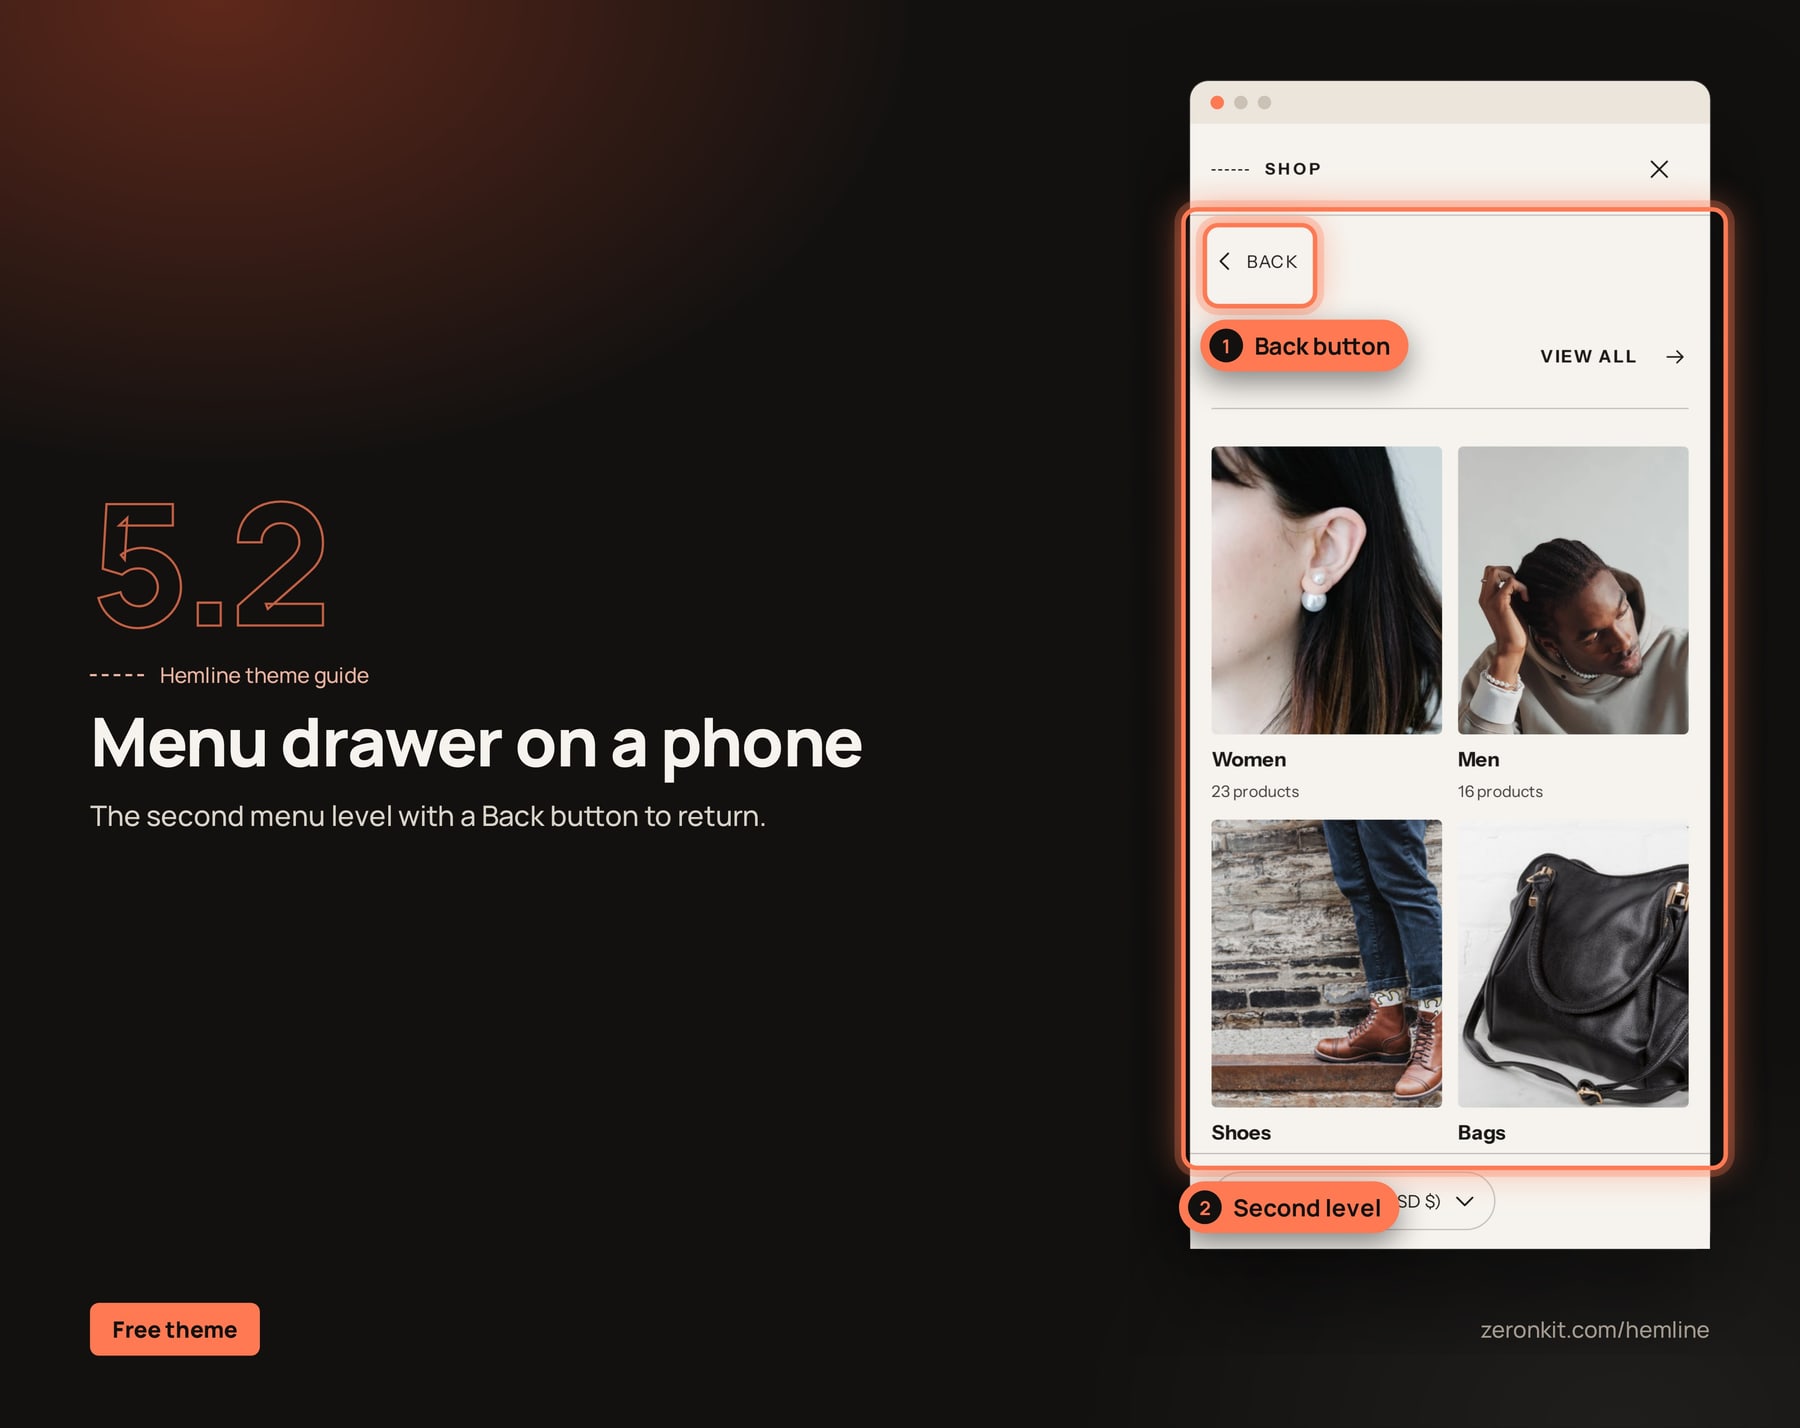 5.2
Hemline theme guide
Menu drawer on a phone
The second menu level with a Back button to return.
Free theme
SHOP
BACK
1 Back button
VIEW ALL
Women
23 products
Men
16 products
Shoes
Bags
2 Second level
SD $)
zeronkit.com/hemline